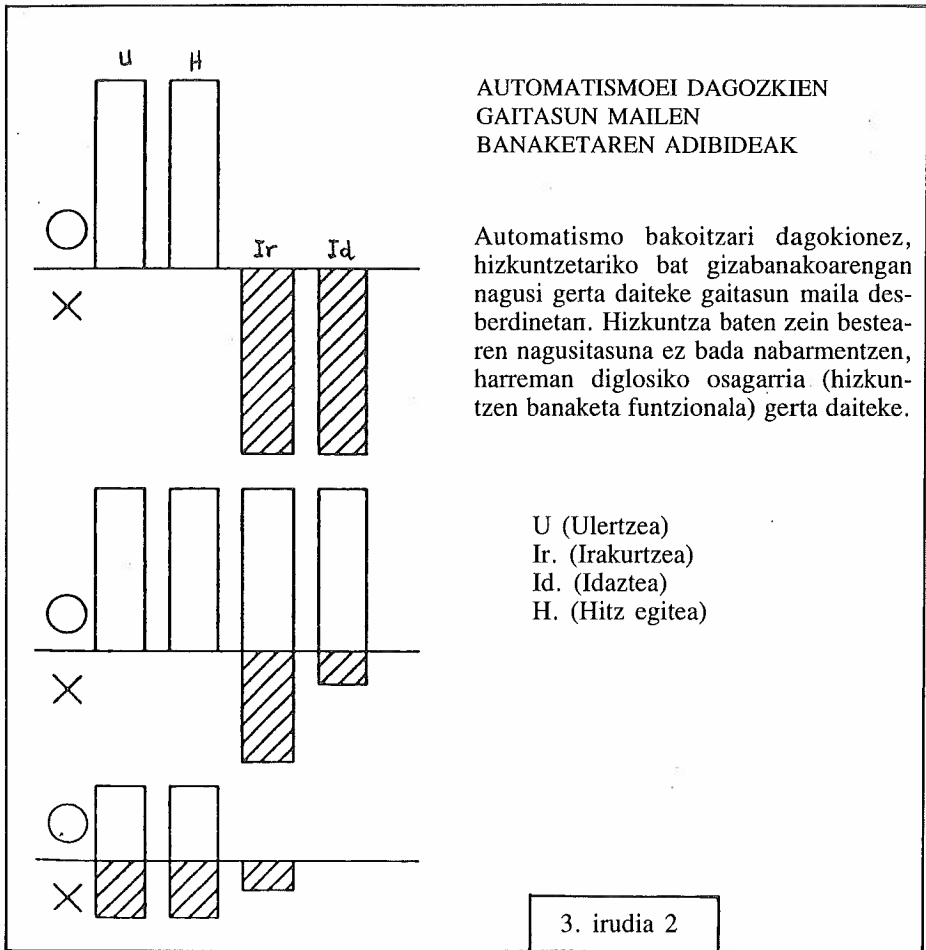 U H
Ir Id
AUTOMATISMOEI DAGOZKIEN
GAITASUN MAILEN
BANAKETAREN ADIBIDEAK
Automatismo bakoitzari dagokionez,
hizkuntzetariko bat gizabanakoarengan
nagusi gerta daiteke gaitasun maila des-
berdinetan. Hizkuntza baten zein bestea-
ren nagusitasuna ez bada nabarmentzen,
harreman diglosiko osagarria (hizkun-
tzen banaketa funtzionala) gerta daiteke.
U (Ulertzea)
Ir. (Irakurtzea)
Id. (Idaztea)
H. (Hitz egitea)
3. irudia 2